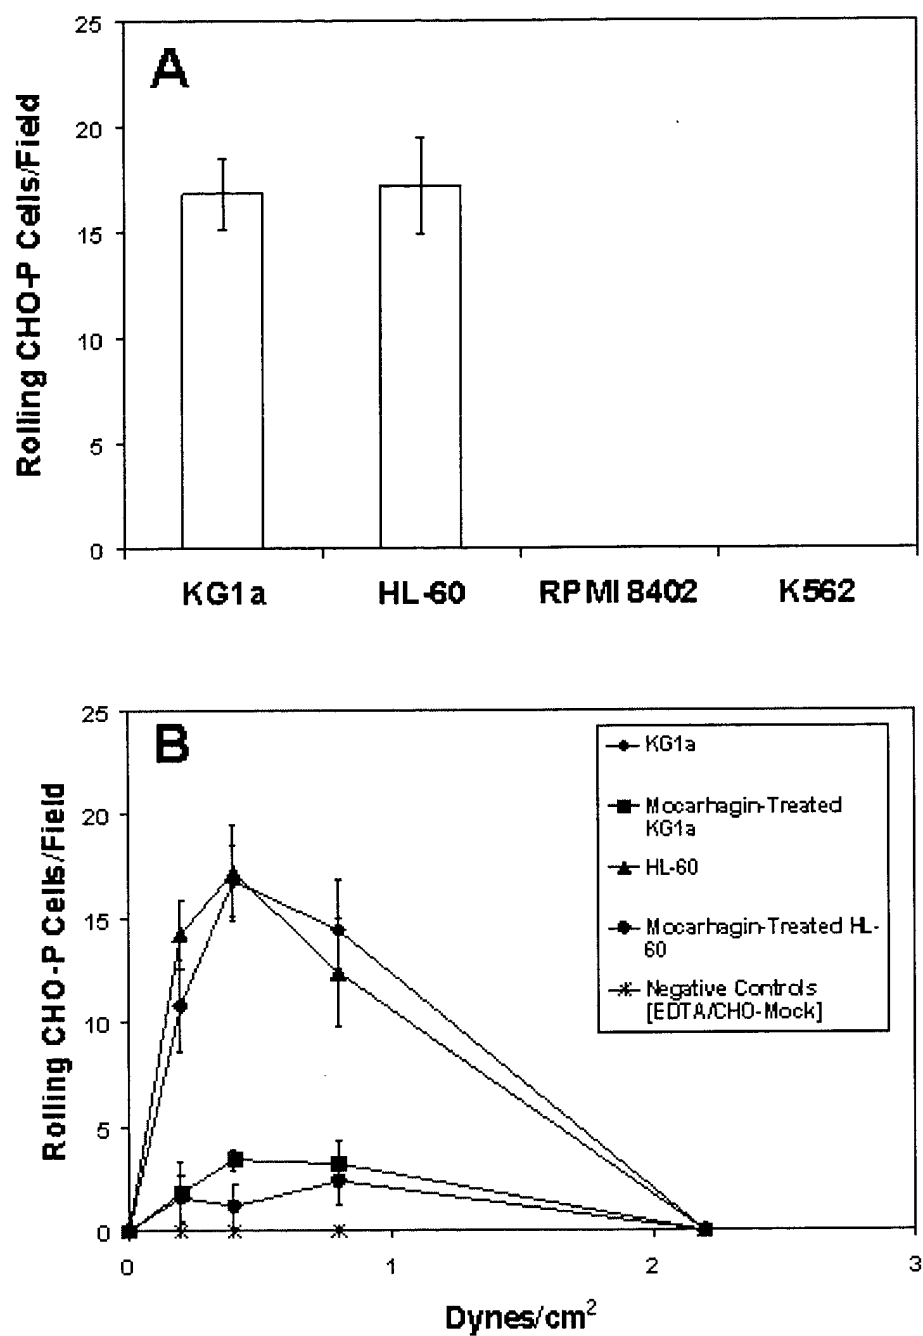 A
25
20
15
10
5
0
Rolling CHO-P Cells/Field
KG1a HL-60 RPMI 8402 K562
B
25
20
15
10
5
0
Rolling CHO-P Cells/Field
KG1a
Mocarhagin-Treated
KG1a
HL-60
Mocarhagin-Treated HL-
60
Negative Controls
[EDTA/CHO-Mock]
0 1 2 3
Dynes/cm²